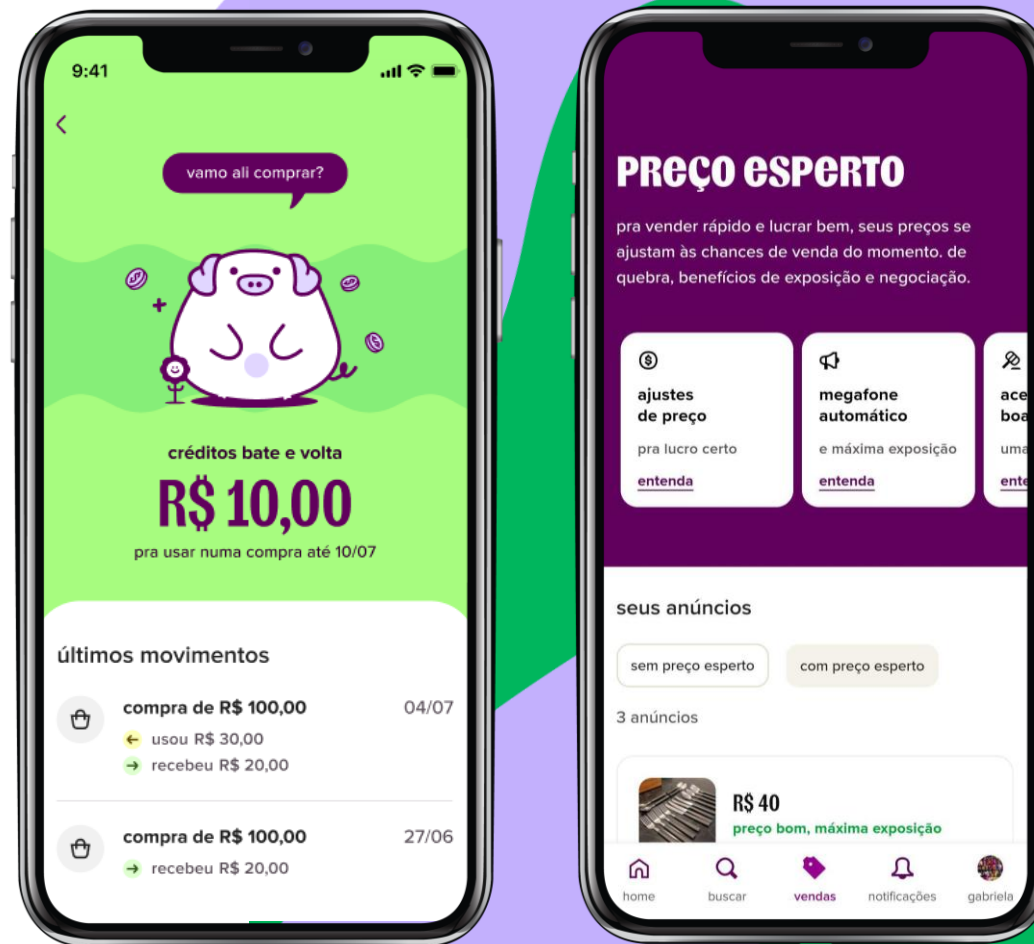 9:41
vamo ali comprar?
créditos bate e volta
R$ 10,00
pra usar numa compra até 10/07
últimos movimentos
compra de R$ 100,00 04/07
← usou R$ 30,00
→ recebeu R$ 20,00
compra de R$ 100,00 27/06
→ recebeu R$ 20,00
PREÇO ESPERTO
pra vender rápido e lucrar bem, seus preços se
ajustam às chances de venda do momento. de
quebra, benefícios de exposição e negociação.
ajustes
de preço
pra lucro certo
entenda
megafone
automático
e máxima exposição
entenda
ace
boa
uma
ente
seus anúncios
sem preço esperto
com preço esperto
3 anúncios
R$ 40
preço bom, máxima exposição
home
buscar
vendas
notificações
gabriela